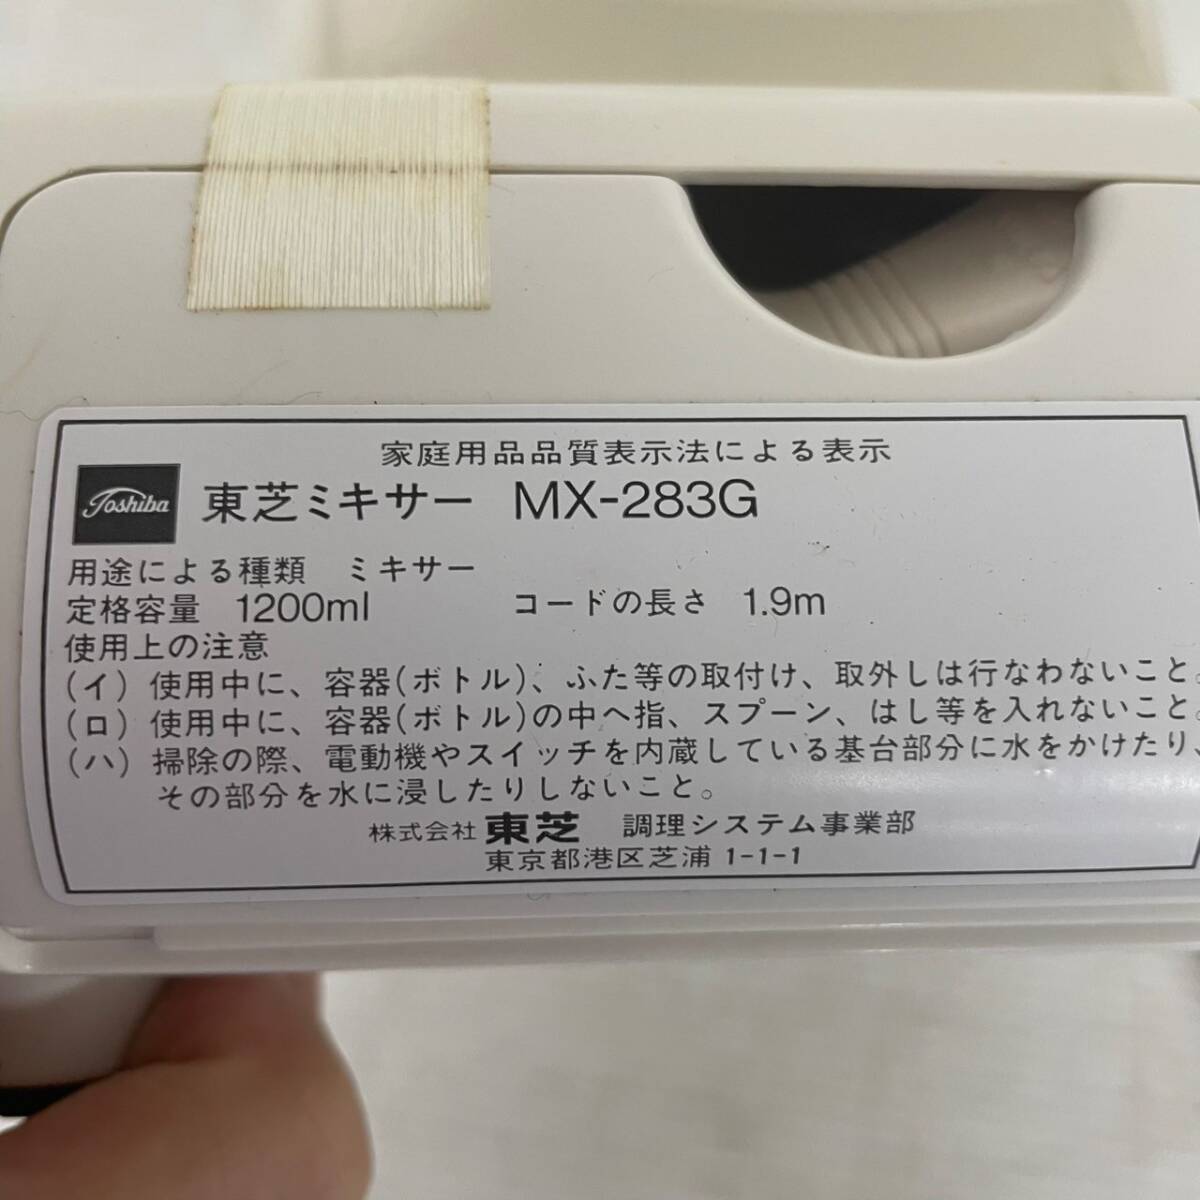 家庭用品品質表示法による表示
Toshiba 東芝ミキサー MX-283G
用途による種類 ミキサー
定格容量 1200ml コードの長さ 1.9m
使用上の注意
(イ) 使用中に、容器(ボトル)、ふた等の取付け、取外しは行なわないこと。
(ロ) 使用中に、容器(ボトル)の中へ指、スプーン、はし等を入れないこと。
(ハ) 掃除の際、電動機やスイッチを内蔵している基台部分に水をかけたり、
その部分を水に浸したりしないこと。
株式会社 東芝 調理システム事業部
東京都港区芝浦 1-1-1